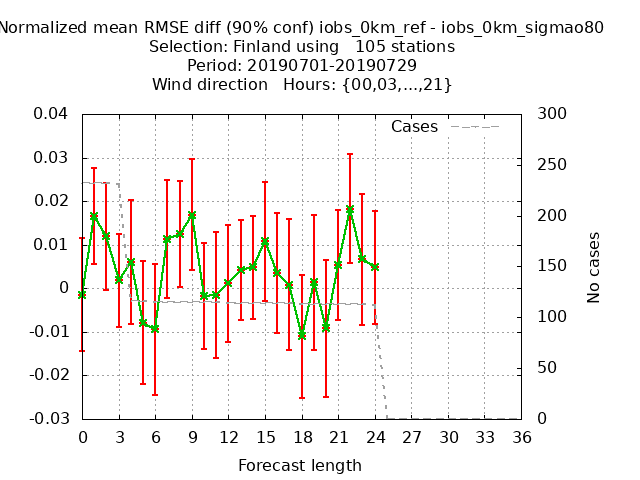 Normalized mean RMSE diff (90% conf) iobs_0km_ref - iobs_0km_sigmao80
Selection: Finland using 105 stations
Period: 20190701-20190729
Wind direction Hours: {00,03,...,21}
Cases
0.04
0.03
0.02
0.01
0
-0.01
-0.02
-0.03
300
250
200
150
100
50
0
No cases
0 3 6 9 12 15 18 21 24 27 30 33 36
Forecast length